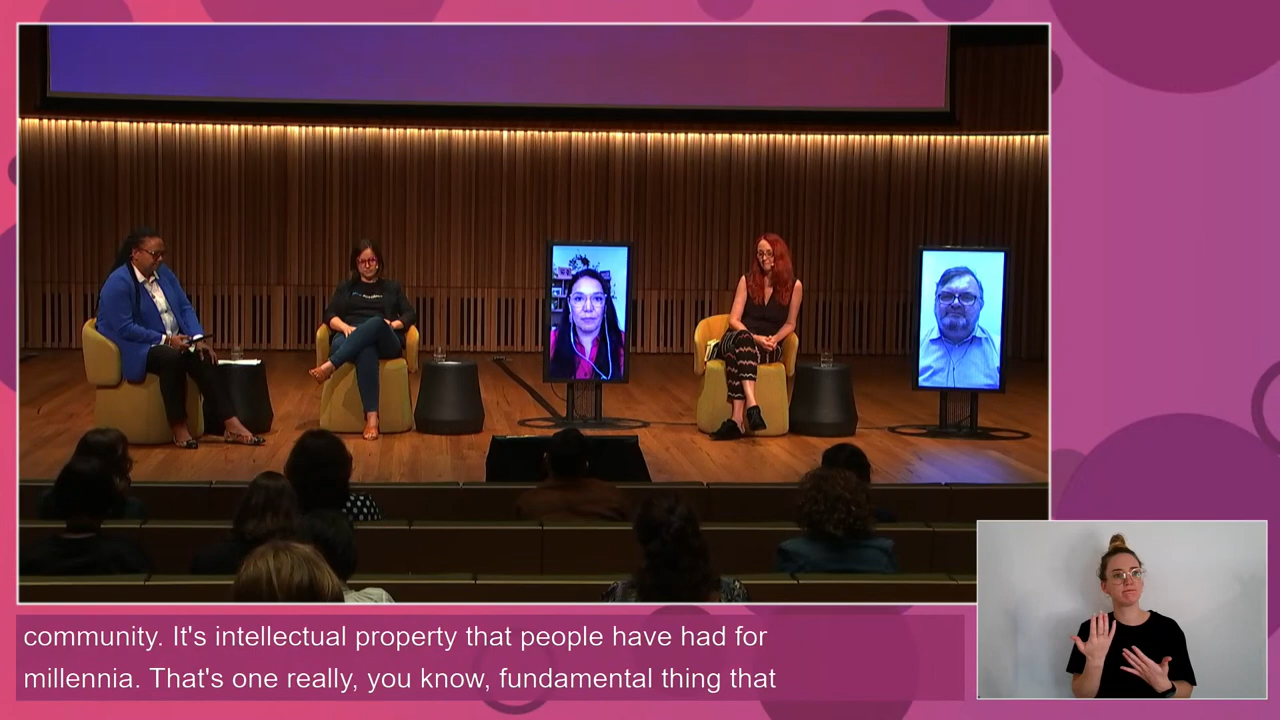 community. It's intellectual property that people have had for
millennia. That's one really, you know, fundamental thing that